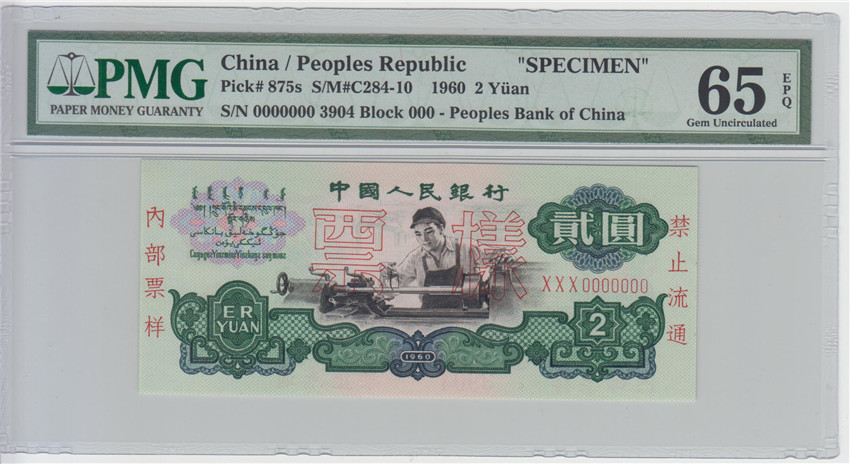 PMG
PAPER MONEY GUARANTY
China / Peoples Republic "SPECIMEN"
Pick# 875s S/M#C284-10 1960 2 Yüan
S/N 0000000 3904 Block 000 - Peoples Bank of China
65 EPQ
Gem Uncirculated
中國人民銀行
貳圓
票樣
內部票样
禁止流通
XXX0000000
ER
YUAN
1960
2